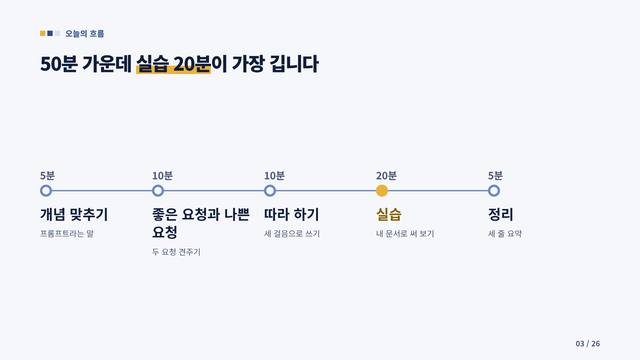 오늘의 흐름
50분 가운데 실습 20분이 가장 깁니다
5분
10분
10분
20분
5분
개념 맞추기
좋은 요청과 나쁜
요청
따라 하기
실습
정리
프롬프트라는 말
두 요청 견주기
세 걸음으로 쓰기
내 문서로 써 보기
세 줄 요약
03 / 26